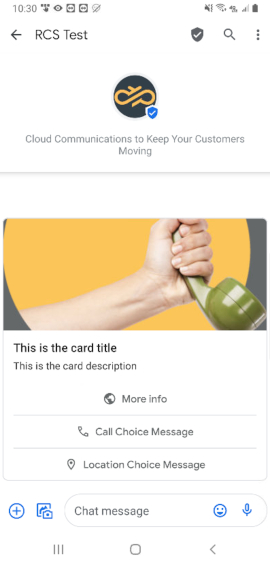 10:30
RCS Test
Cloud Communications to Keep Your Customers
Moving
This is the card title
This is the card description
More info
Call Choice Message
Location Choice Message
Chat message